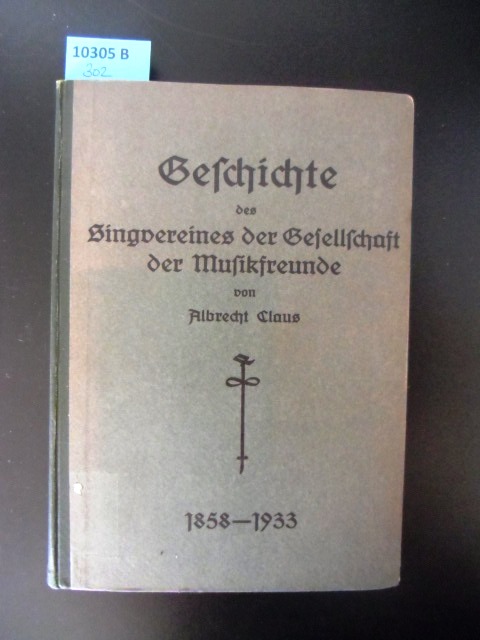 10305 B
302
Geschichte
des
Singvereines der Gesellschaft
der Musikfreunde
von
Albrecht Claus
1858—1933